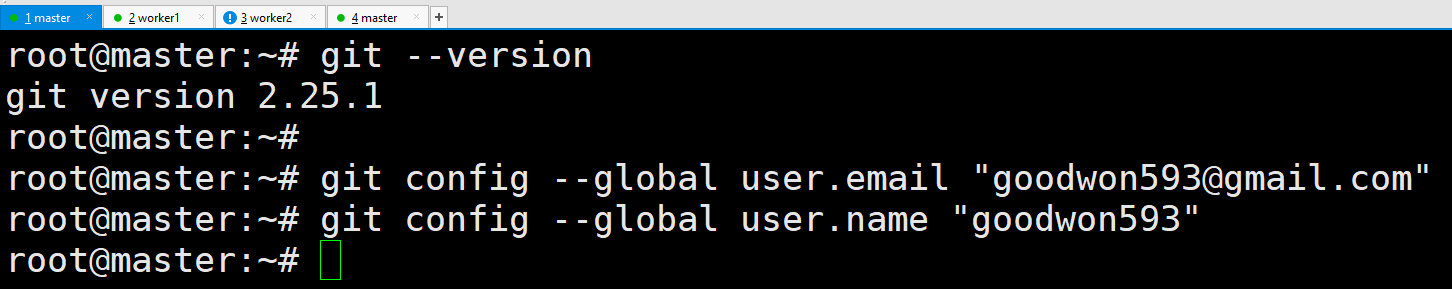 1 master × 2 worker1 × 3 worker2 × 4 master × +
root@master:~# git --version
git version 2.25.1
root@master:~#
root@master:~# git config --global user.email "goodwon593@gmail.com"
root@master:~# git config --global user.name "goodwon593"
root@master:~#